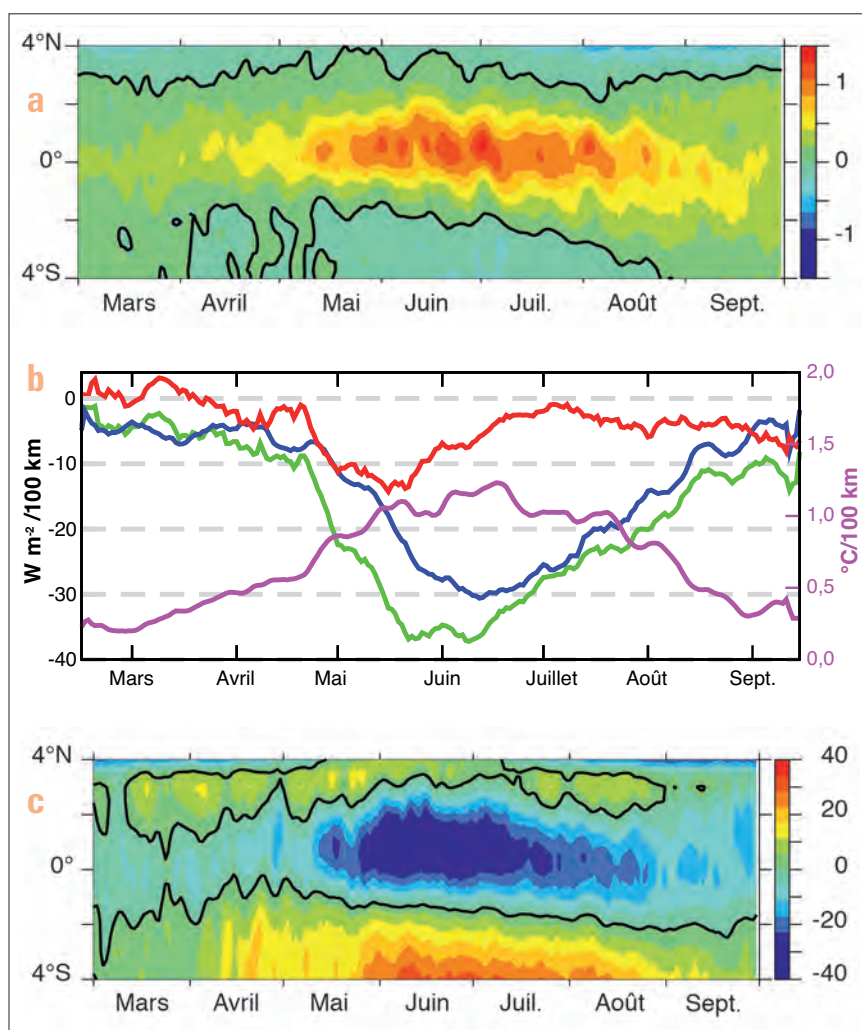 a
4°N
0°
4°S
1
0
-1
Mars Avril Mai Juin Juil. Août Sept.
b
W m⁻² /100 km
0
-10
-20
-30
-40
2,0
1,5
1,0
0,5
0,0
°C/100 km
Mars Avril Mai Juin Juillet Août Sept.
c
4°N
0°
4°S
40
20
0
-20
-40
Mars Avril Mai Juin Juil. Août Sept.